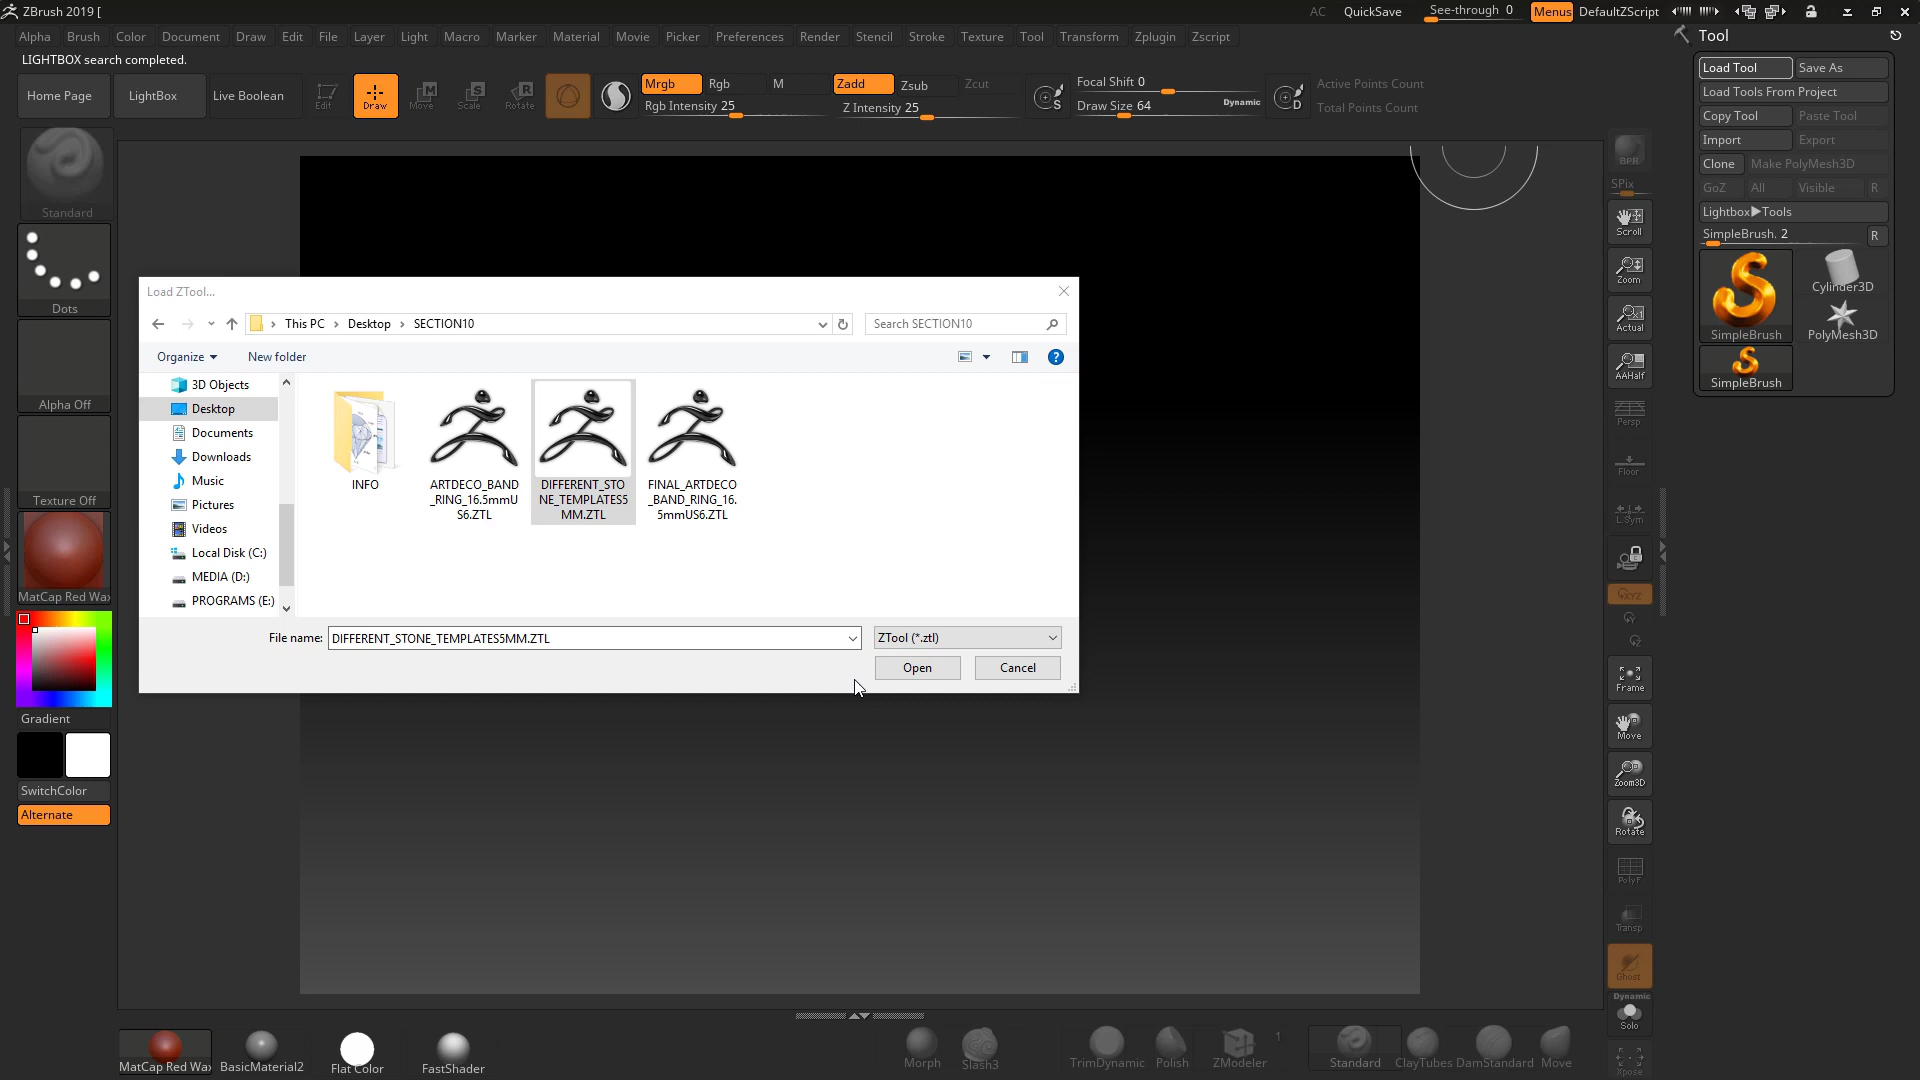 ZBrush 2019 [
AC
QuickSave
See-through 0
Menus
DefaultZScript
Alpha
Brush
Color
Document
Draw
Edit
File
Layer
Light
Macro
Marker
Material
Movie
Picker
Preferences
Render
Stencil
Stroke
Texture
Tool
Transform
Zplugin
Zscript
Tool
LIGHTBOX search completed.
Home Page
LightBox
Live Boolean
Edit
Draw
Move
Scale
Rotate
Mrgb
Rgb
M
Rgb Intensity 25
Zadd
Zsub
Zcut
Z Intensity 25
S
Focal Shift 0
Draw Size 64
Dynamic
D
Active Points Count
Total Points Count
Load Tool
Save As
Load Tools From Project
Copy Tool
Paste Tool
Import
Export
Clone
Make PolyMesh3D
GoZ
All
Visible
R
Lightbox▶Tools
SimpleBrush. 2
R
SimpleBrush
Cylinder3D
PolyMesh3D
SimpleBrush
Standard
Dots
Alpha Off
Texture Off
MatCap Red Wax
Gradient
SwitchColor
Alternate
Load ZTool...
This PC
Desktop
SECTION10
Search SECTION10
Organize
New folder
3D Objects
Desktop
Documents
Downloads
Music
Pictures
Videos
Local Disk (C:)
MEDIA (D:)
PROGRAMS (E:)
INFO
ARTDECO_BAND
_RING_16.5mmU
S6.ZTL
DIFFERENT_STO
NE_TEMPLATES5
MM.ZTL
FINAL_ARTDECO
_BAND_RING_16.
5mmUS6.ZTL
File name:
DIFFERENT_STONE_TEMPLATES5MM.ZTL
ZTool (*.ztl)
Open
Cancel
BPR
SPix
Scroll
Zoom
Actual
AAHalf
Persp
Floor
L.Sym
XYZ
Frame
Move
Zoom3D
Rotate
PolyF
Transp
Ghost
Dynamic
Solo
Xpose
MatCap Red Wax
BasicMaterial2
Flat Color
FastShader
Morph
Slash3
TrimDynamic
Polish
ZModeler
1
Standard
ClayTubes
DamStandard
Move